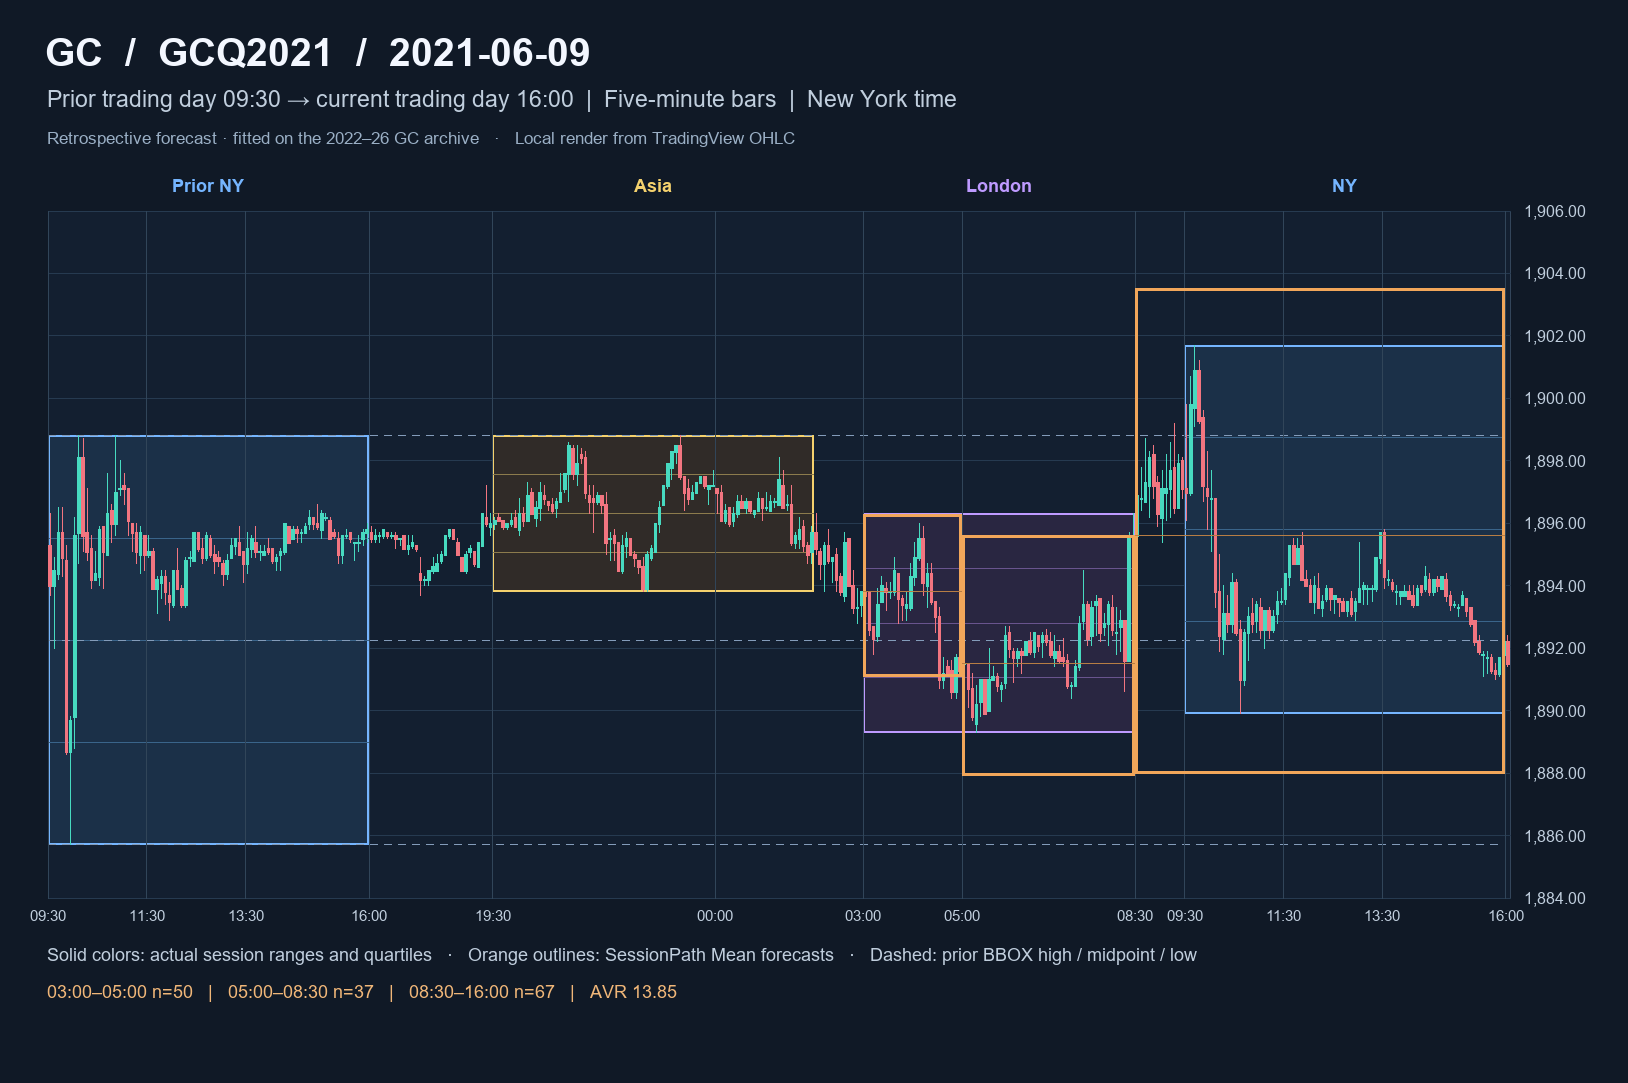 GC / GCQ2021 / 2021-06-09
Prior trading day 09:30 → current trading day 16:00 | Five-minute bars | New York time
Retrospective forecast · fitted on the 2022–26 GC archive · Local render from TradingView OHLC
Prior NY Asia London NY
1,906.00
1,904.00
1,902.00
1,900.00
1,898.00
1,896.00
1,894.00
1,892.00
1,890.00
1,888.00
1,886.00
1,884.00
09:30 11:30 13:30 16:00 19:30 00:00 03:00 05:00 08:30 09:30 11:30 13:30 16:00
Solid colors: actual session ranges and quartiles · Orange outlines: SessionPath Mean forecasts · Dashed: prior BBOX high / midpoint / low
03:00–05:00 n=50 | 05:00–08:30 n=37 | 08:30–16:00 n=67 | AVR 13.85